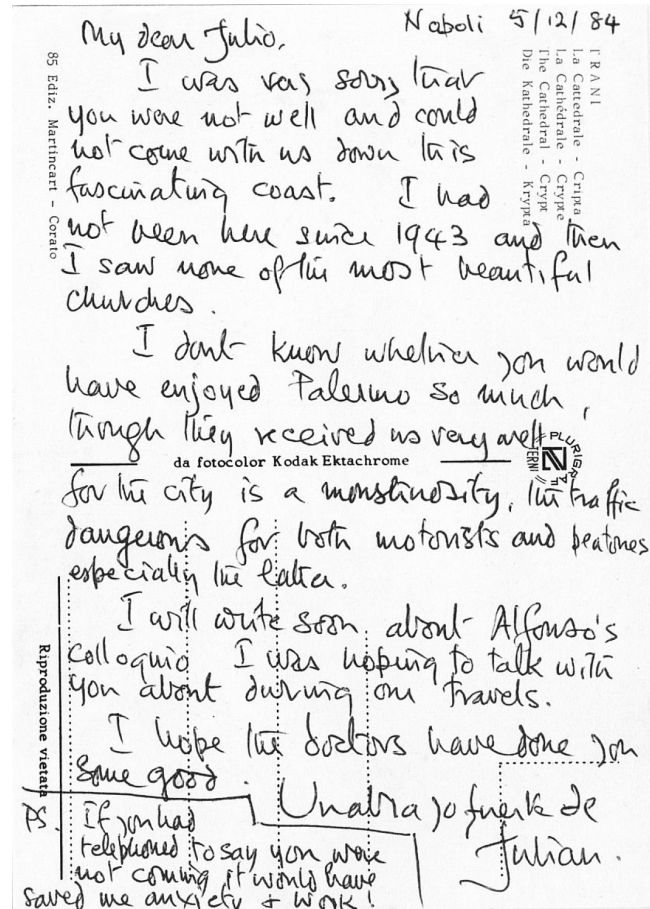 Naboli 5/12/84
My dear Julio,
I was very sorry that
you were not well and could
not come with us down this
fascinating coast. I had
not been here since 1943 and then
I saw none of the most beautiful
churches.
I dont know whether you would
have enjoyed Palermo so much,
though they received us very well
for the city is a monstruosity, the traffic
dangerous for both motorists and peatones
especially the latter.
I will write soon about Alfonso's
colloquio I was hoping to talk with
you about during our travels.
I hope the doctors have done you
some good.
Un abrazo fuerte de
Julian.
PS. If you had
telephoned to say you were
not coming it would have
saved me anxiety & work!
TRANI
La Cattedrale - Cripta
La Cathédrale - Crypte
The Cathedral - Crypt
Die Kathedrale - Krypta
85 Ediz. Martincart - Corato
da fotocolor Kodak Ektachrome
PLURIGRAF
TERNI
Riproduzione vietata